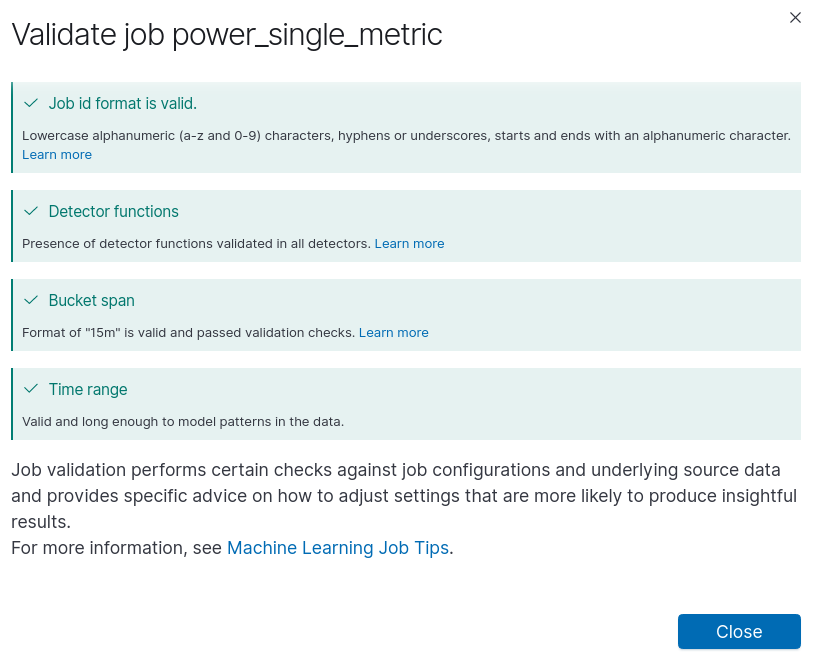 Validate job power_single_metric
Job id format is valid.
Lowercase alphanumeric (a-z and 0-9) characters, hyphens or underscores, starts and ends with an alphanumeric character.
Learn more
Detector functions
Presence of detector functions validated in all detectors. Learn more
Bucket span
Format of "15m" is valid and passed validation checks. Learn more
Time range
Valid and long enough to model patterns in the data.
Job validation performs certain checks against job configurations and underlying source data
and provides specific advice on how to adjust settings that are more likely to produce insightful
results.
For more information, see Machine Learning Job Tips.
Close